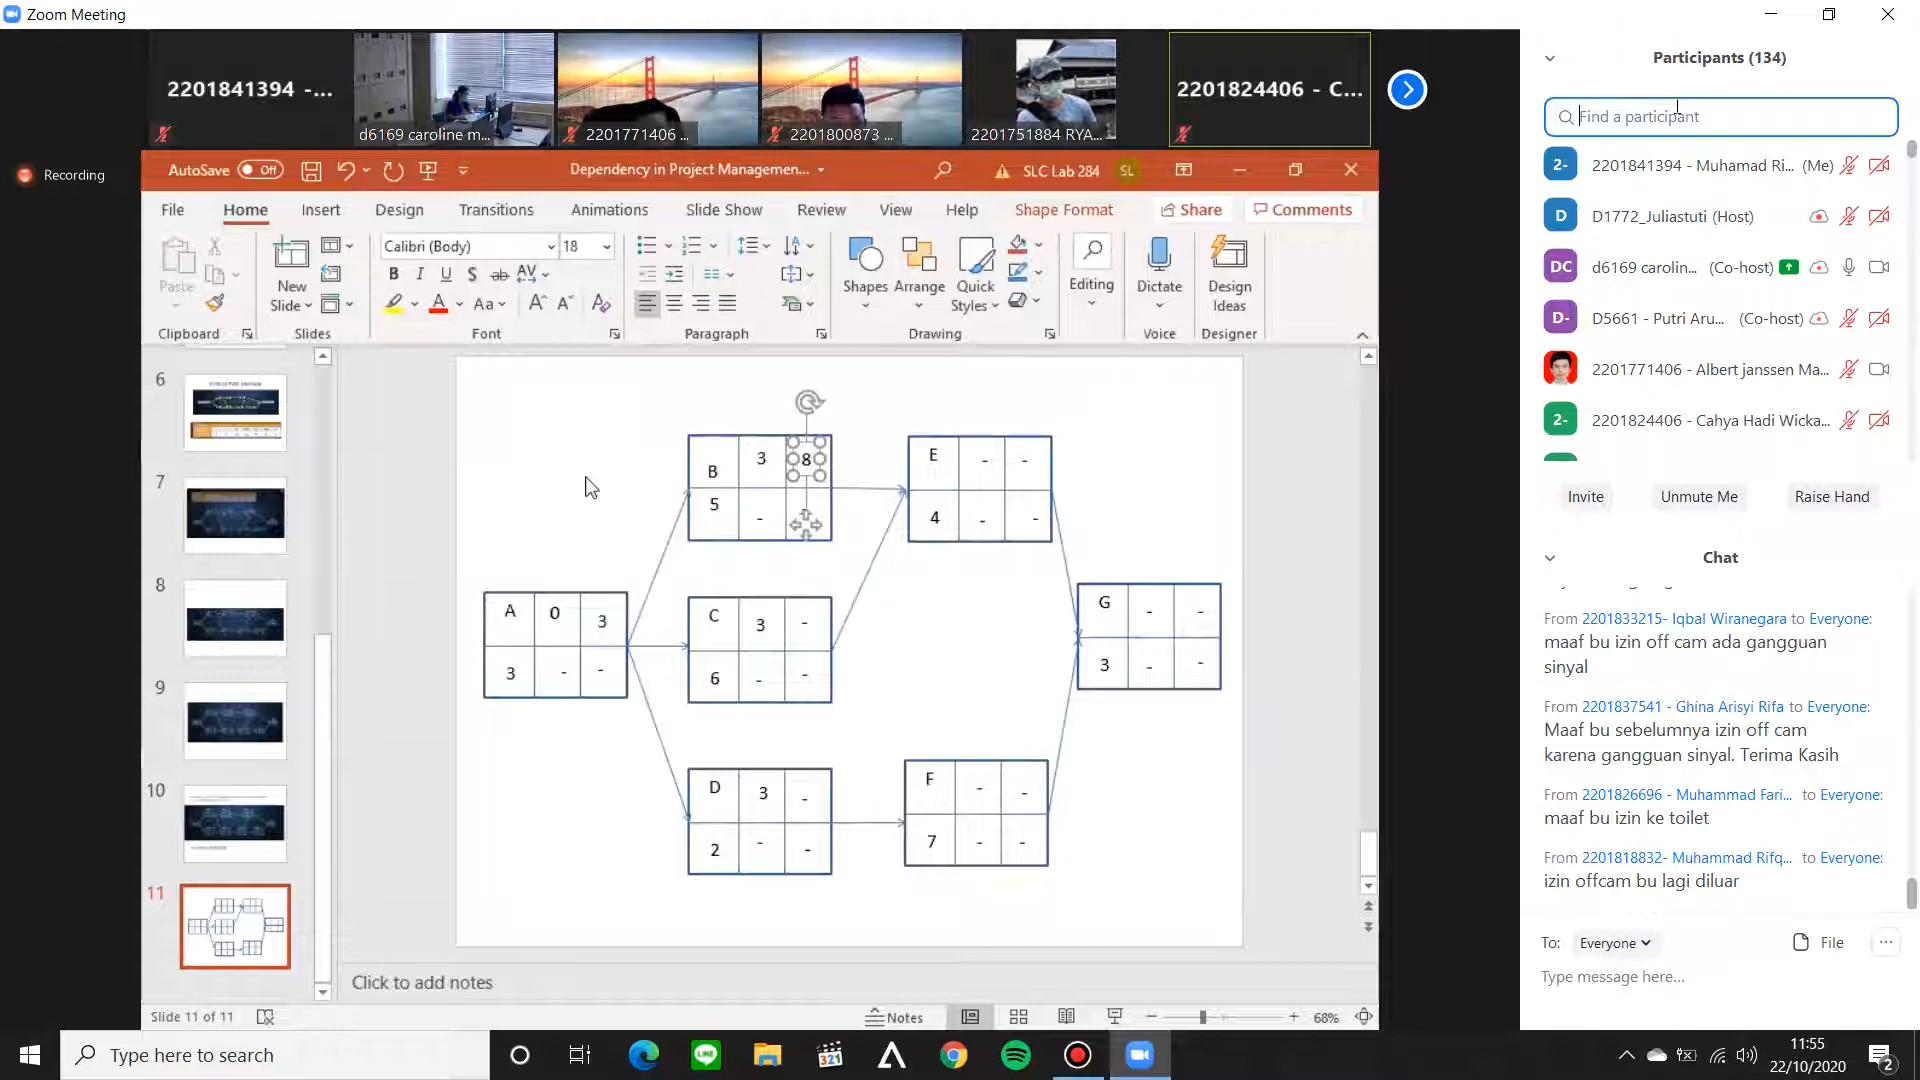 Zoom Meeting
2201841394 -...
d6169 caroline m...
2201771406 ...
2201800873 ...
2201751884 RYA...
2201824406 - C...
Recording
AutoSave Off
Dependency in Project Managemen...
SLC Lab 284
SL
File
Home
Insert
Design
Transitions
Animations
Slide Show
Review
View
Help
Shape Format
Share
Comments
Paste
New
Slide
Calibri (Body)
18
B I U S ab AV
A Aa A A A
Shapes
Arrange
Quick
Styles
Editing
Dictate
Design
Ideas
Clipboard
Slides
Font
Paragraph
Drawing
Voice
Designer
6
7
8
9
10
11
B 3 8
5 -
E - -
4 - -
A 0 3
3 - -
C 3 -
6 - -
G - -
3 - -
D 3 -
2 - -
F - -
7 - -
Click to add notes
Slide 11 of 11
Notes
68%
Participants (134)
Find a participant
2- 2201841394 - Muhamad Ri... (Me)
D D1772_Juliastuti (Host)
DC d6169 carolin... (Co-host)
D- D5661 - Putri Aru... (Co-host)
2201771406 - Albert janssen Ma...
2- 2201824406 - Cahya Hadi Wicka...
Invite
Unmute Me
Raise Hand
Chat
From 2201833215- Iqbal Wiranegara to Everyone:
maaf bu izin off cam ada gangguan
sinyal
From 2201837541 - Ghina Arisyi Rifa to Everyone:
Maaf bu sebelumnya izin off cam
karena gangguan sinyal. Terima Kasih
From 2201826696 - Muhammad Fari... to Everyone:
maaf bu izin ke toilet
From 2201818832- Muhammad Rifq... to Everyone:
izin offcam bu lagi diluar
To: Everyone
File
...
Type message here...
Type here to search
LINE
321
11:55
22/10/2020
2